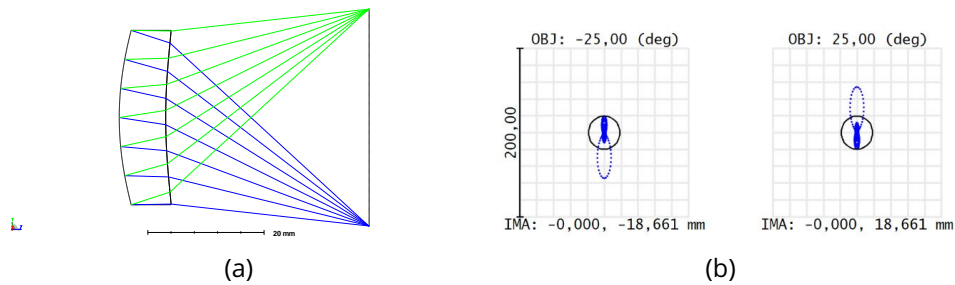 OBJ: -25,00 (deg)
OBJ: 25,00 (deg)
200,00
IMA: -0,000, -18,661 mm
IMA: -0,000, 18,661 mm
20 mm
(a)
(b)